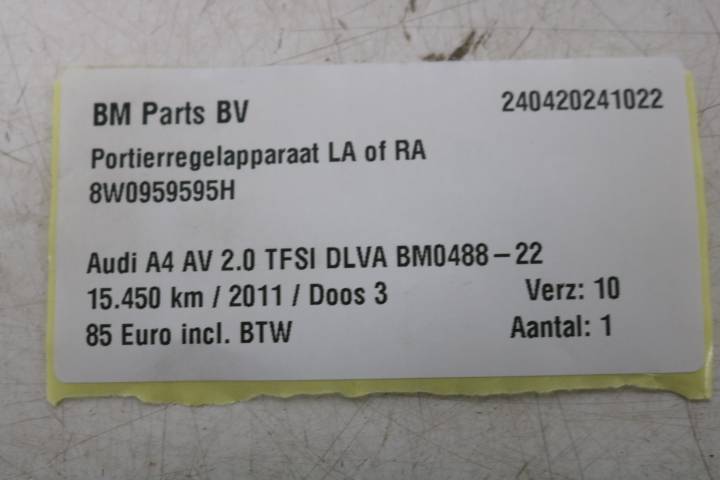 BM Parts BV 240420241022
Portierregelapparaat LA of RA
8W0959595H
Audi A4 AV 2.0 TFSI DLVA BM0488-22
15.450 km / 2011 / Doos 3 Verz: 10
85 Euro incl. BTW Aantal: 1